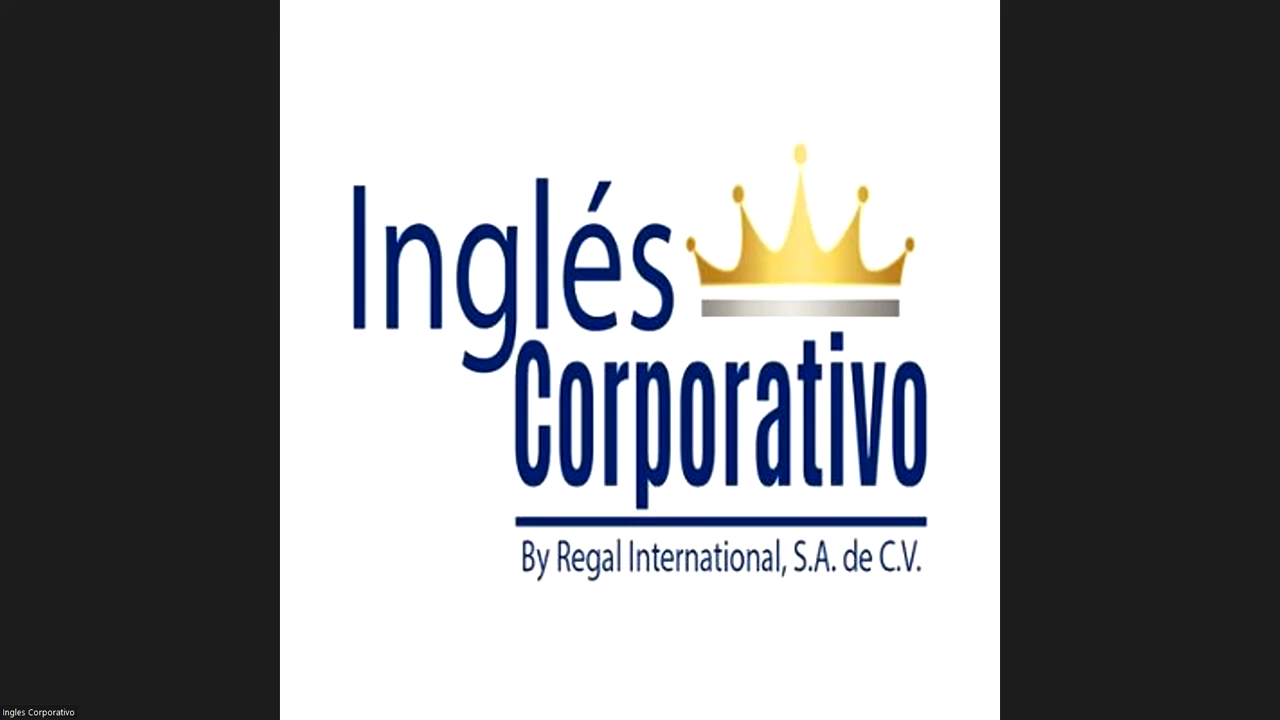 Inglés
Corporativo
By Regal International, S.A. de C.V.
Ingles Corporativo